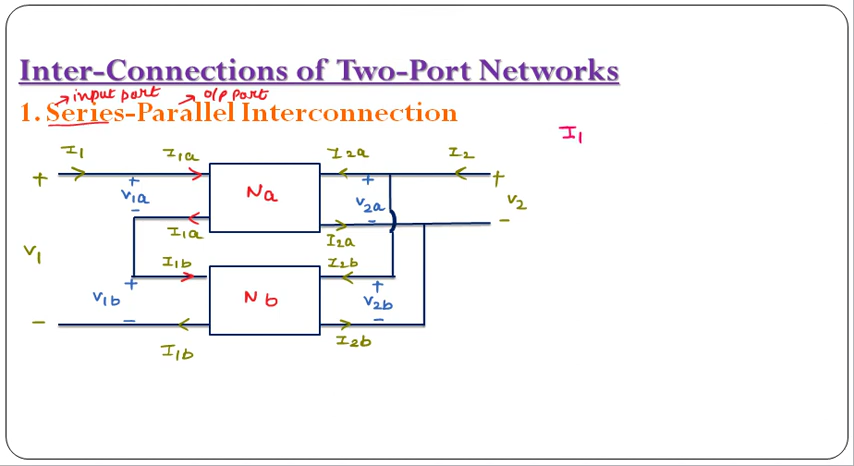 Inter-Connections of Two-Port Networks
→ input port → O/P port
1. Series-Parallel Interconnection
I1
I1 I1a I2a I2
+ + + +
V1a Na V2a V2
- - -
I1a I2a
V1 I1b I2b
+ +
V1b Nb V2b
- - -
I1b I2b